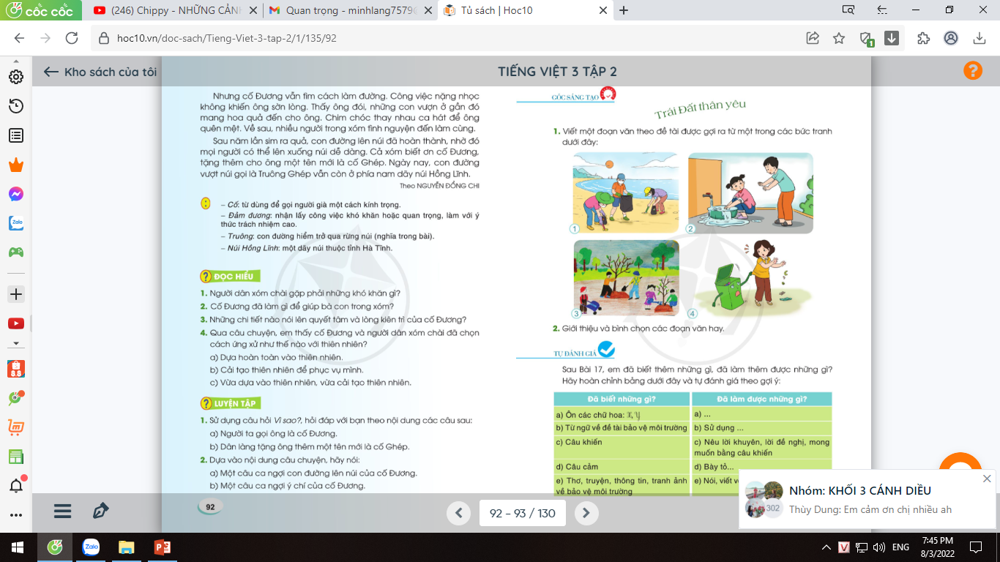 cốc cốc
(246) Chippy - NHỮNG CẢNH
Quan trọng - minhlang7579@
Tủ sách | Hoc10
hoc10.vn/doc-sach/Tieng-Viet-3-tap-2/1/135/92
1
Kho sách của tôi
TIẾNG VIỆT 3 TẬP 2
Nhưng cố Đương vẫn tìm cách làm đường. Công việc nặng nhọc
không khiến ông sờn lòng. Thấy ông đói, những con vượn ở gần đó
mang hoa quả đến cho ông. Chim chóc thay nhau ca hát để ông
quên mệt. Về sau, nhiều người trong xóm tình nguyện đến làm cùng.
Sau năm lần sim ra quả, con đường lên núi đã hoàn thành, nhờ đó
mọi người có thể lên xuống núi dễ dàng. Cả xóm biết ơn cố Đương,
tặng thêm cho ông một tên mới là cố Ghép. Ngày nay, con đường
vượt núi gọi là Truông Ghép vẫn còn ở phía nam dãy núi Hồng Lĩnh.
Theo NGUYỄN ĐỔNG CHI
– Cố: từ dùng để gọi người già một cách kính trọng.
– Đảm đương: nhận lấy công việc khó khăn hoặc quan trọng, làm với ý
thức trách nhiệm cao.
– Truông: con đường hiểm trở qua rừng núi (nghĩa trong bài).
– Núi Hồng Lĩnh: một dãy núi thuộc tỉnh Hà Tĩnh.
? ĐỌC HIỂU
1. Người dân xóm chài gặp phải những khó khăn gì?
2. Cố Đương đã làm gì để giúp bà con trong xóm?
3. Những chi tiết nào nói lên quyết tâm và lòng kiên trì của cố Đương?
4. Qua câu chuyện, em thấy cố Đương và người dân xóm chài đã chọn
cách ứng xử như thế nào với thiên nhiên?
a) Dựa hoàn toàn vào thiên nhiên.
b) Cải tạo thiên nhiên để phục vụ mình.
c) Vừa dựa vào thiên nhiên, vừa cải tạo thiên nhiên.
? LUYỆN TẬP
1. Sử dụng câu hỏi Vì sao?, hỏi đáp với bạn theo nội dung các câu sau:
a) Người ta gọi ông là cố Đương.
b) Dân làng tặng ông thêm một tên mới là cố Ghép.
2. Dựa vào nội dung câu chuyện, hãy nói:
a) Một câu ca ngợi con đường lên núi của cố Đương.
b) Một câu ca ngợi ý chí của cố Đương.
92
GÓC SÁNG TẠO
Trái Đất thân yêu
1. Viết một đoạn văn theo đề tài được gợi ra từ một trong các bức tranh
dưới đây:
1
2
3
4
2. Giới thiệu và bình chọn các đoạn văn hay.
TỰ ĐÁNH GIÁ
Sau Bài 17, em đã biết thêm những gì, đã làm thêm được những gì?
Hãy hoàn chỉnh bảng dưới đây và tự đánh giá theo gợi ý:
Đã biết những gì?
Đã làm được những gì?
a) Ôn các chữ hoa: X, Y
a) ...
b) Từ ngữ về đề tài bảo vệ môi trường
b) Sử dụng ...
c) Câu khiến
c) Nêu lời khuyên, lời đề nghị, mong
muốn bằng câu khiến
d) Câu cảm
d) Bày tỏ...
e) Thơ, truyện, thông tin, tranh ảnh
về bảo vệ môi trường
e) Nói, viết
92 - 93 / 130
302
Nhóm: KHỐI 3 CÁNH DIỀU
Thùy Dung: Em cảm ơn chị nhiều ah
Zalo
8.8
Zalo
V
ENG
7:45 PM
8/3/2022